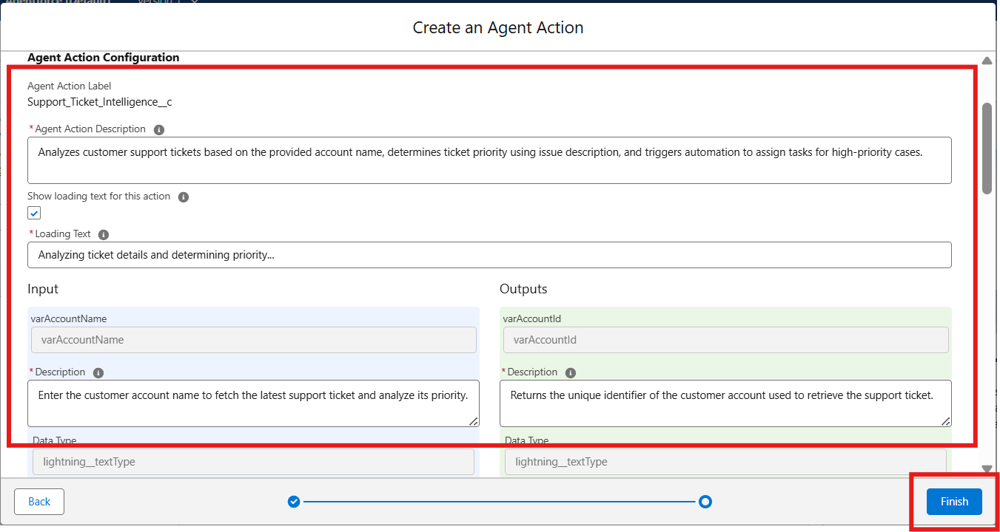 Create an Agent Action
Agent Action Configuration
Agent Action Label
Support_Ticket_Intelligence__c
* Agent Action Description
Analyzes customer support tickets based on the provided account name, determines ticket priority using issue description, and triggers automation to assign tasks for high-priority cases.
Show loading text for this action
* Loading Text
Analyzing ticket details and determining priority...
Input
Outputs
varAccountName
varAccountId
varAccountName
varAccountId
* Description
* Description
Enter the customer account name to fetch the latest support ticket and analyze its priority.
Returns the unique identifier of the customer account used to retrieve the support ticket.
Data Type
Data Type
lightning__textType
lightning__textType
Back
Finish